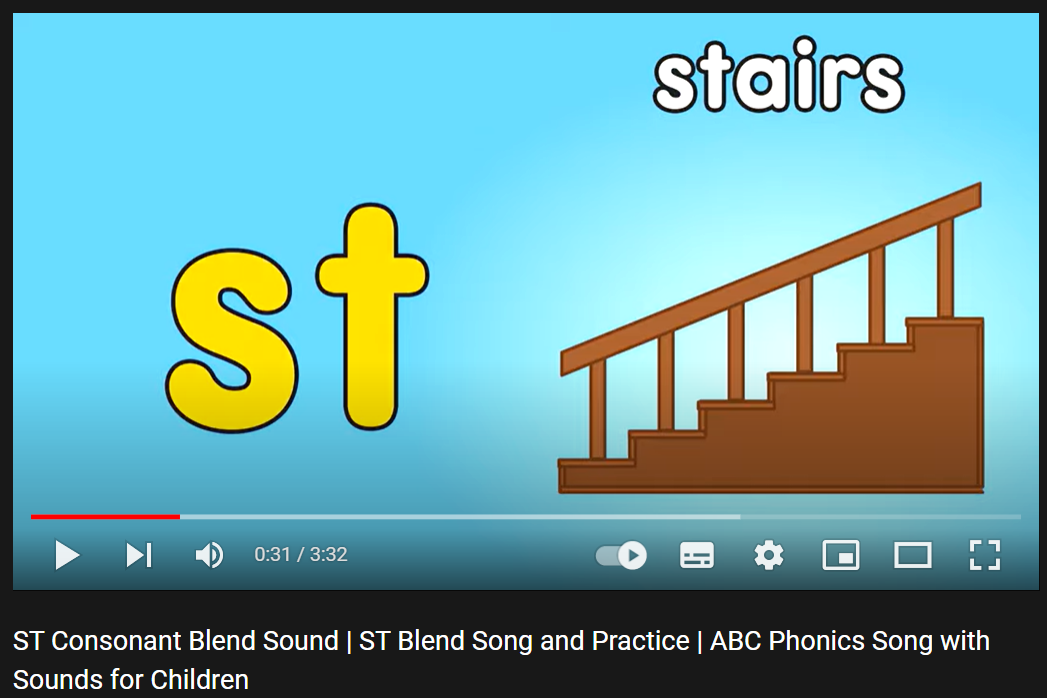 stairs
st
0:31 / 3:32
ST Consonant Blend Sound | ST Blend Song and Practice | ABC Phonics Song with
Sounds for Children